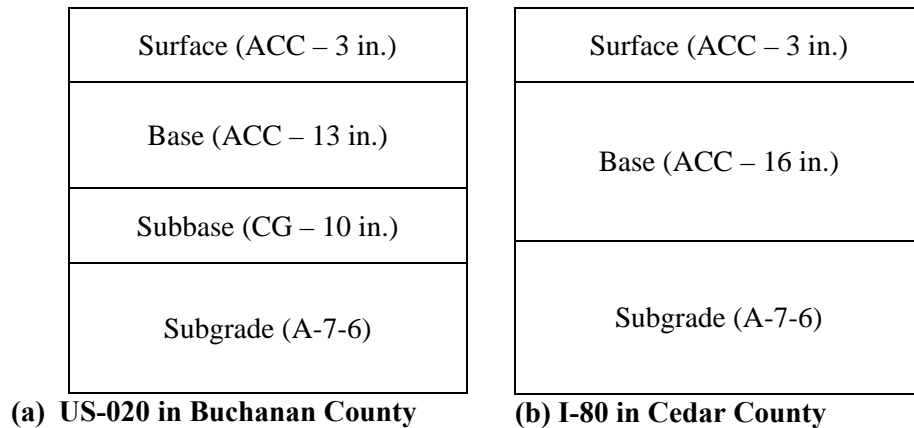 Surface (ACC – 3 in.)
Base (ACC – 13 in.)
Subbase (CG – 10 in.)
Subgrade (A-7-6)
(a) US-020 in Buchanan County
Surface (ACC – 3 in.)
Base (ACC – 16 in.)
Subgrade (A-7-6)
(b) I-80 in Cedar County